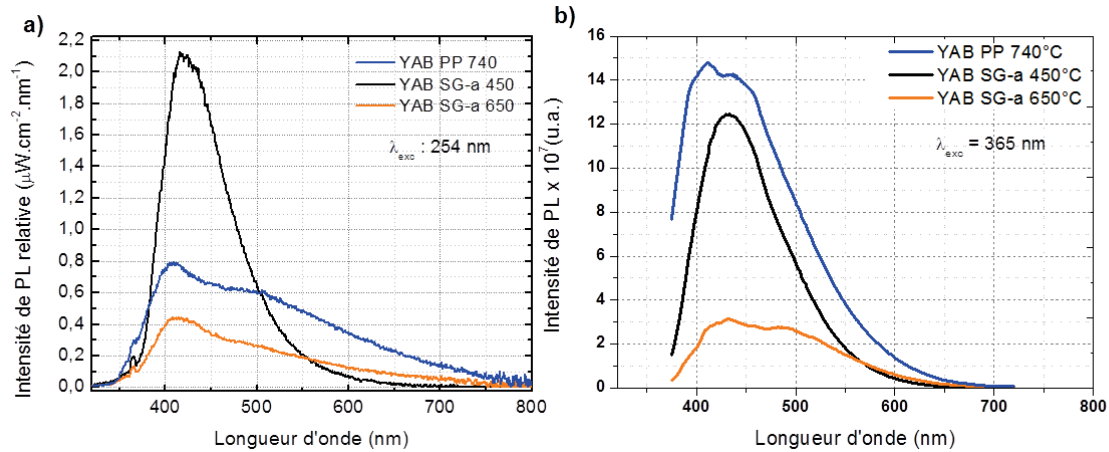 a)
2,2
2,0
1,8
1,6
1,4
1,2
1,0
0,8
0,6
0,4
0,2
0,0
Intensité de PL relative (µW.cm⁻².nm⁻¹)
YAB PP 740
YAB SG-a 450
YAB SG-a 650
λexc : 254 nm
400
500
600
700
800
Longueur d'onde (nm)
b)
16
14
12
10
8
6
4
2
0
Intensité de PL x 10⁷(u.a.)
YAB PP 740°C
YAB SG-a 450°C
YAB SG-a 650°C
λexc = 365 nm
400
500
600
700
800
Longueur d'onde (nm)